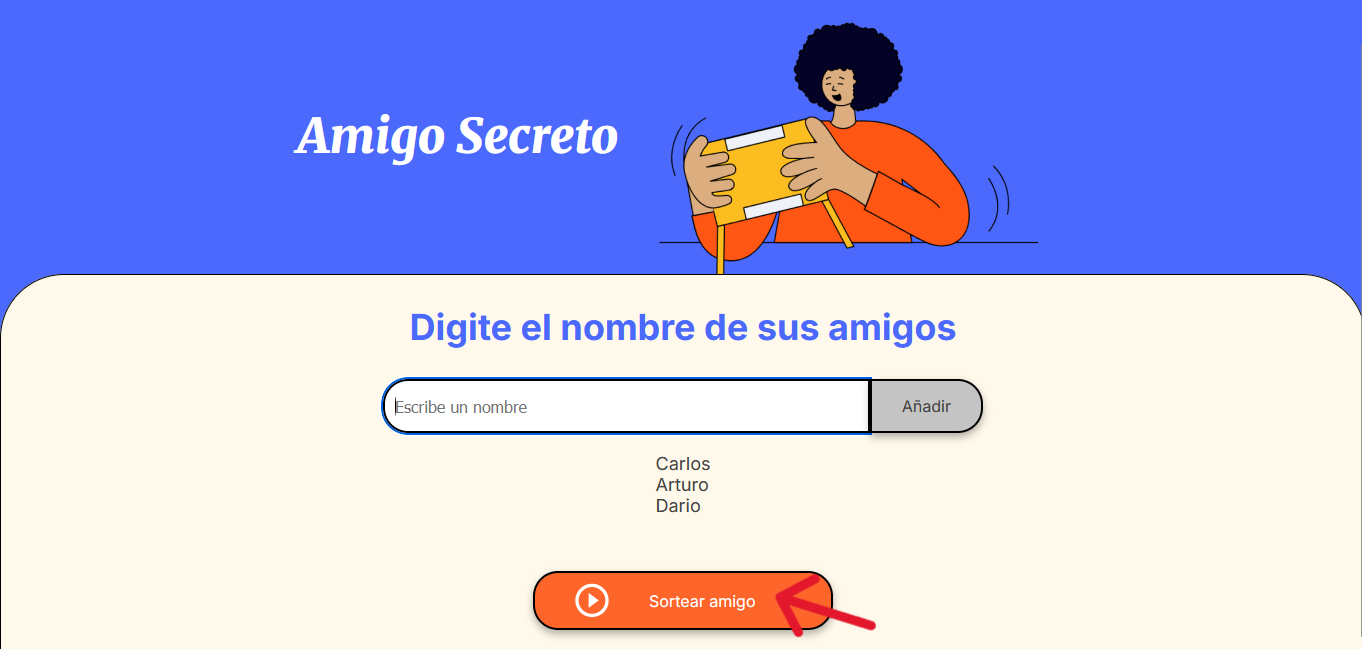 Amigo Secreto
Digite el nombre de sus amigos
Escribe un nombre
Añadir
Carlos
Arturo
Dario
Sortear amigo